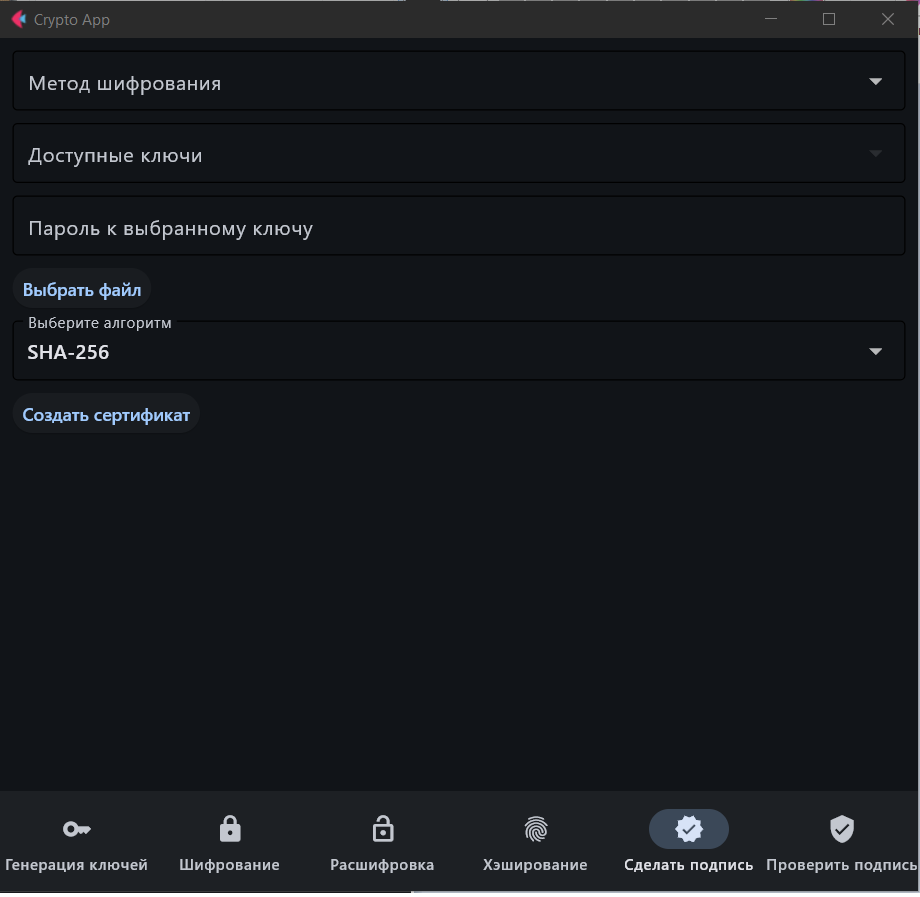 Crypto App
Метод шифрования
Доступные ключи
Пароль к выбранному ключу
Выбрать файл
Выберите алгоритм
SHA-256
Создать сертификат
Генерация ключей
Шифрование
Расшифровка
Хэширование
Сделать подпись
Проверить подпись